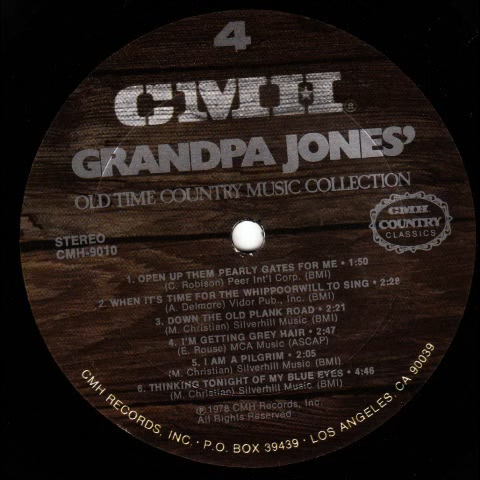 4
CMH®
GRANDPA JONES'
OLD TIME COUNTRY MUSIC COLLECTION
STEREO
CMH-9010
CMH
COUNTRY
CLASSICS
1. OPEN UP THEM PEARLY GATES FOR ME • 1:50
(C. Robison) Peer Int'l Corp. (BMI)
2. WHEN IT'S TIME FOR THE WHIPPOORWILL TO SING • 2:28
(A. Delmore) Vidor Pub., Inc. (BMI)
3. DOWN THE OLD PLANK ROAD • 2:21
(M. Christian) Silverhill Music (BMI)
4. I'M GETTING GREY HAIR • 2:47
(E. Rouse) MCA Music (ASCAP)
5. I AM A PILGRIM • 2:05
(M. Christian) Silverhill Music (BMI)
6. THINKING TONIGHT OF MY BLUE EYES • 4:46
(M. Christian) Silverhill Music (BMI)
℗ 1978 CMH Records, Inc.
All Rights Reserved
CMH RECORDS, INC. • P.O. BOX 39439 • LOS ANGELES, CA 90039